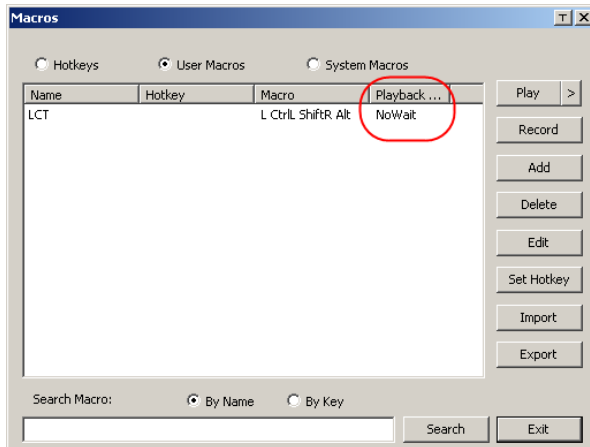 Macros
Hotkeys User Macros System Macros
Name Hotkey Macro Playback ...
LCT L CtrlL ShiftR Alt NoWait
Play >
Record
Add
Delete
Edit
Set Hotkey
Import
Export
Search Macro: By Name By Key
Search Exit